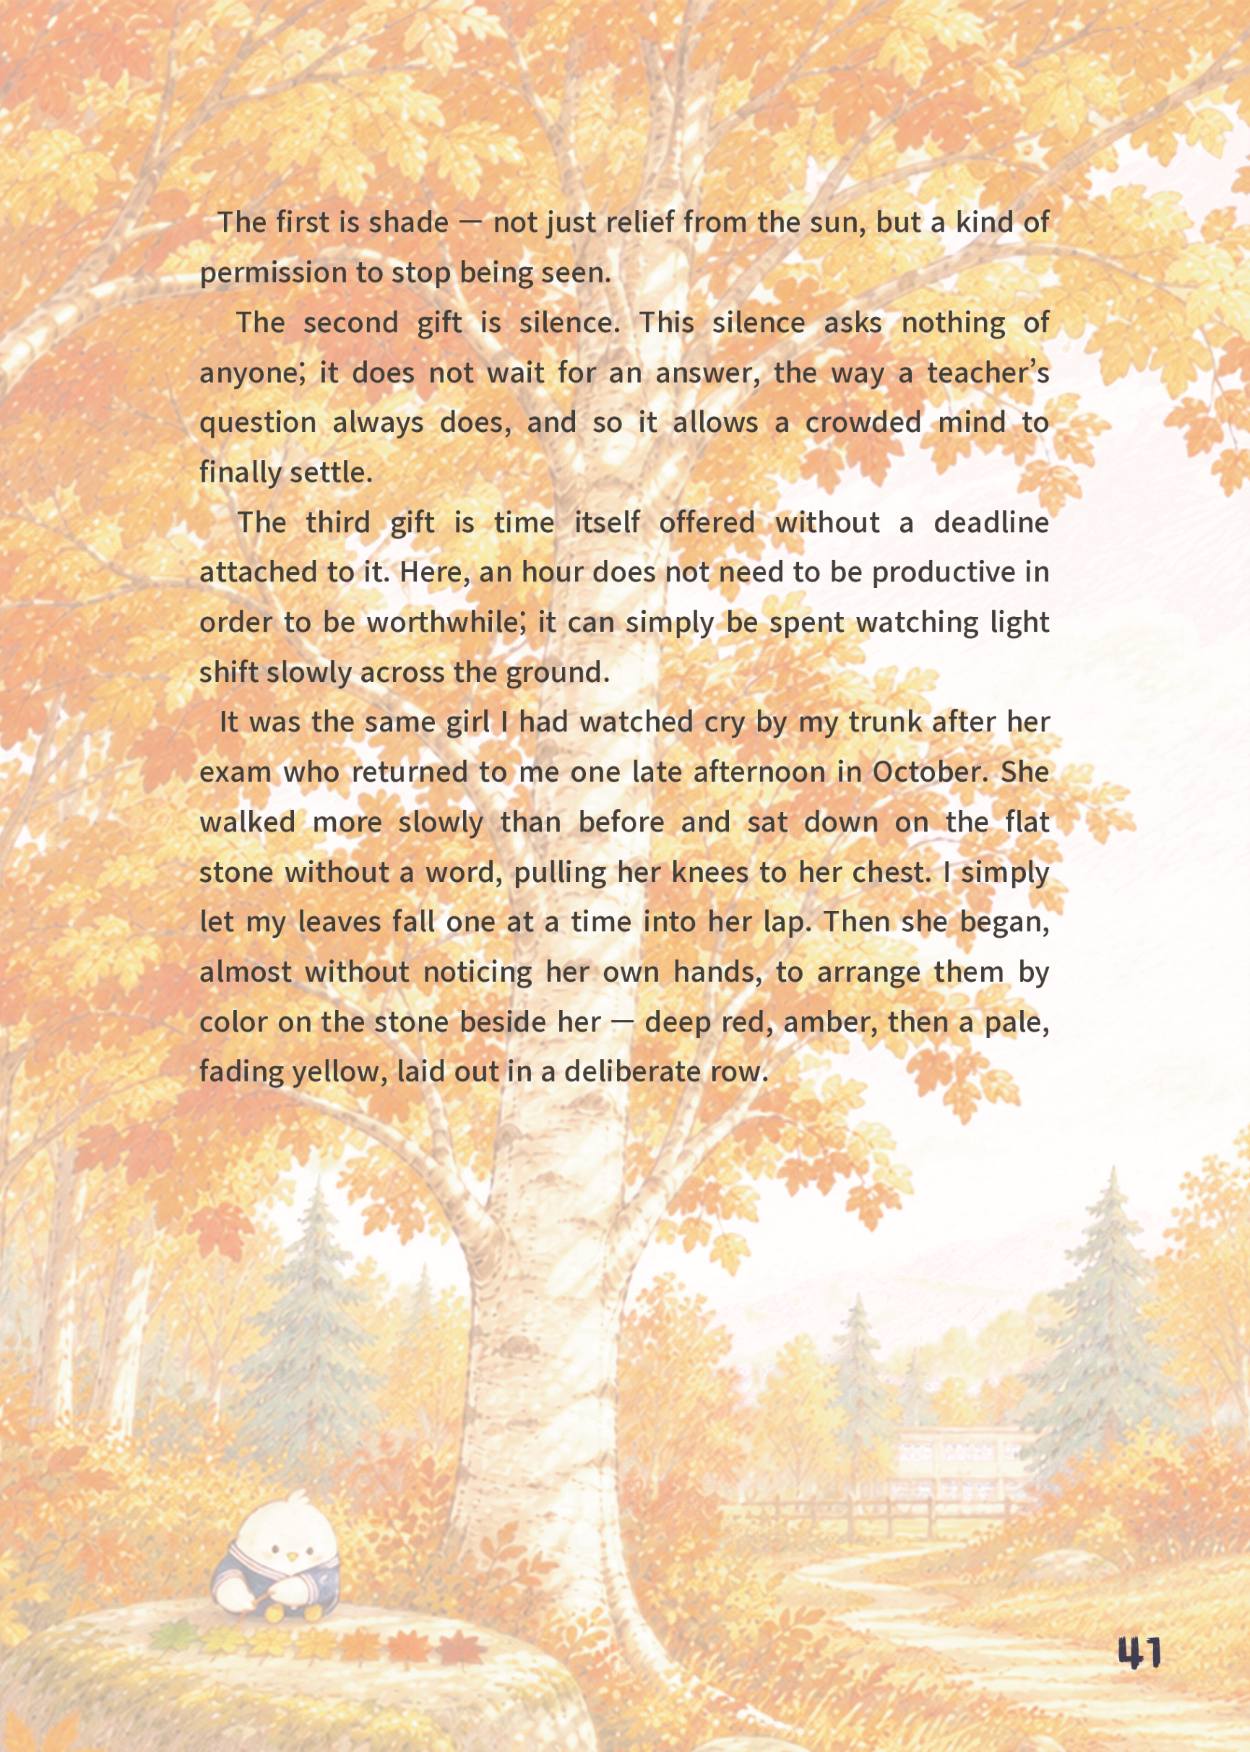 The first is shade — not just relief from the sun, but a kind of
permission to stop being seen.
The second gift is silence. This silence asks nothing of
anyone; it does not wait for an answer, the way a teacher’s
question always does, and so it allows a crowded mind to
finally settle.
The third gift is time itself offered without a deadline
attached to it. Here, an hour does not need to be productive in
order to be worthwhile; it can simply be spent watching light
shift slowly across the ground.
It was the same girl I had watched cry by my trunk after her
exam who returned to me one late afternoon in October. She
walked more slowly than before and sat down on the flat
stone without a word, pulling her knees to her chest. I simply
let my leaves fall one at a time into her lap. Then she began,
almost without noticing her own hands, to arrange them by
color on the stone beside her — deep red, amber, then a pale,
fading yellow, laid out in a deliberate row.
41